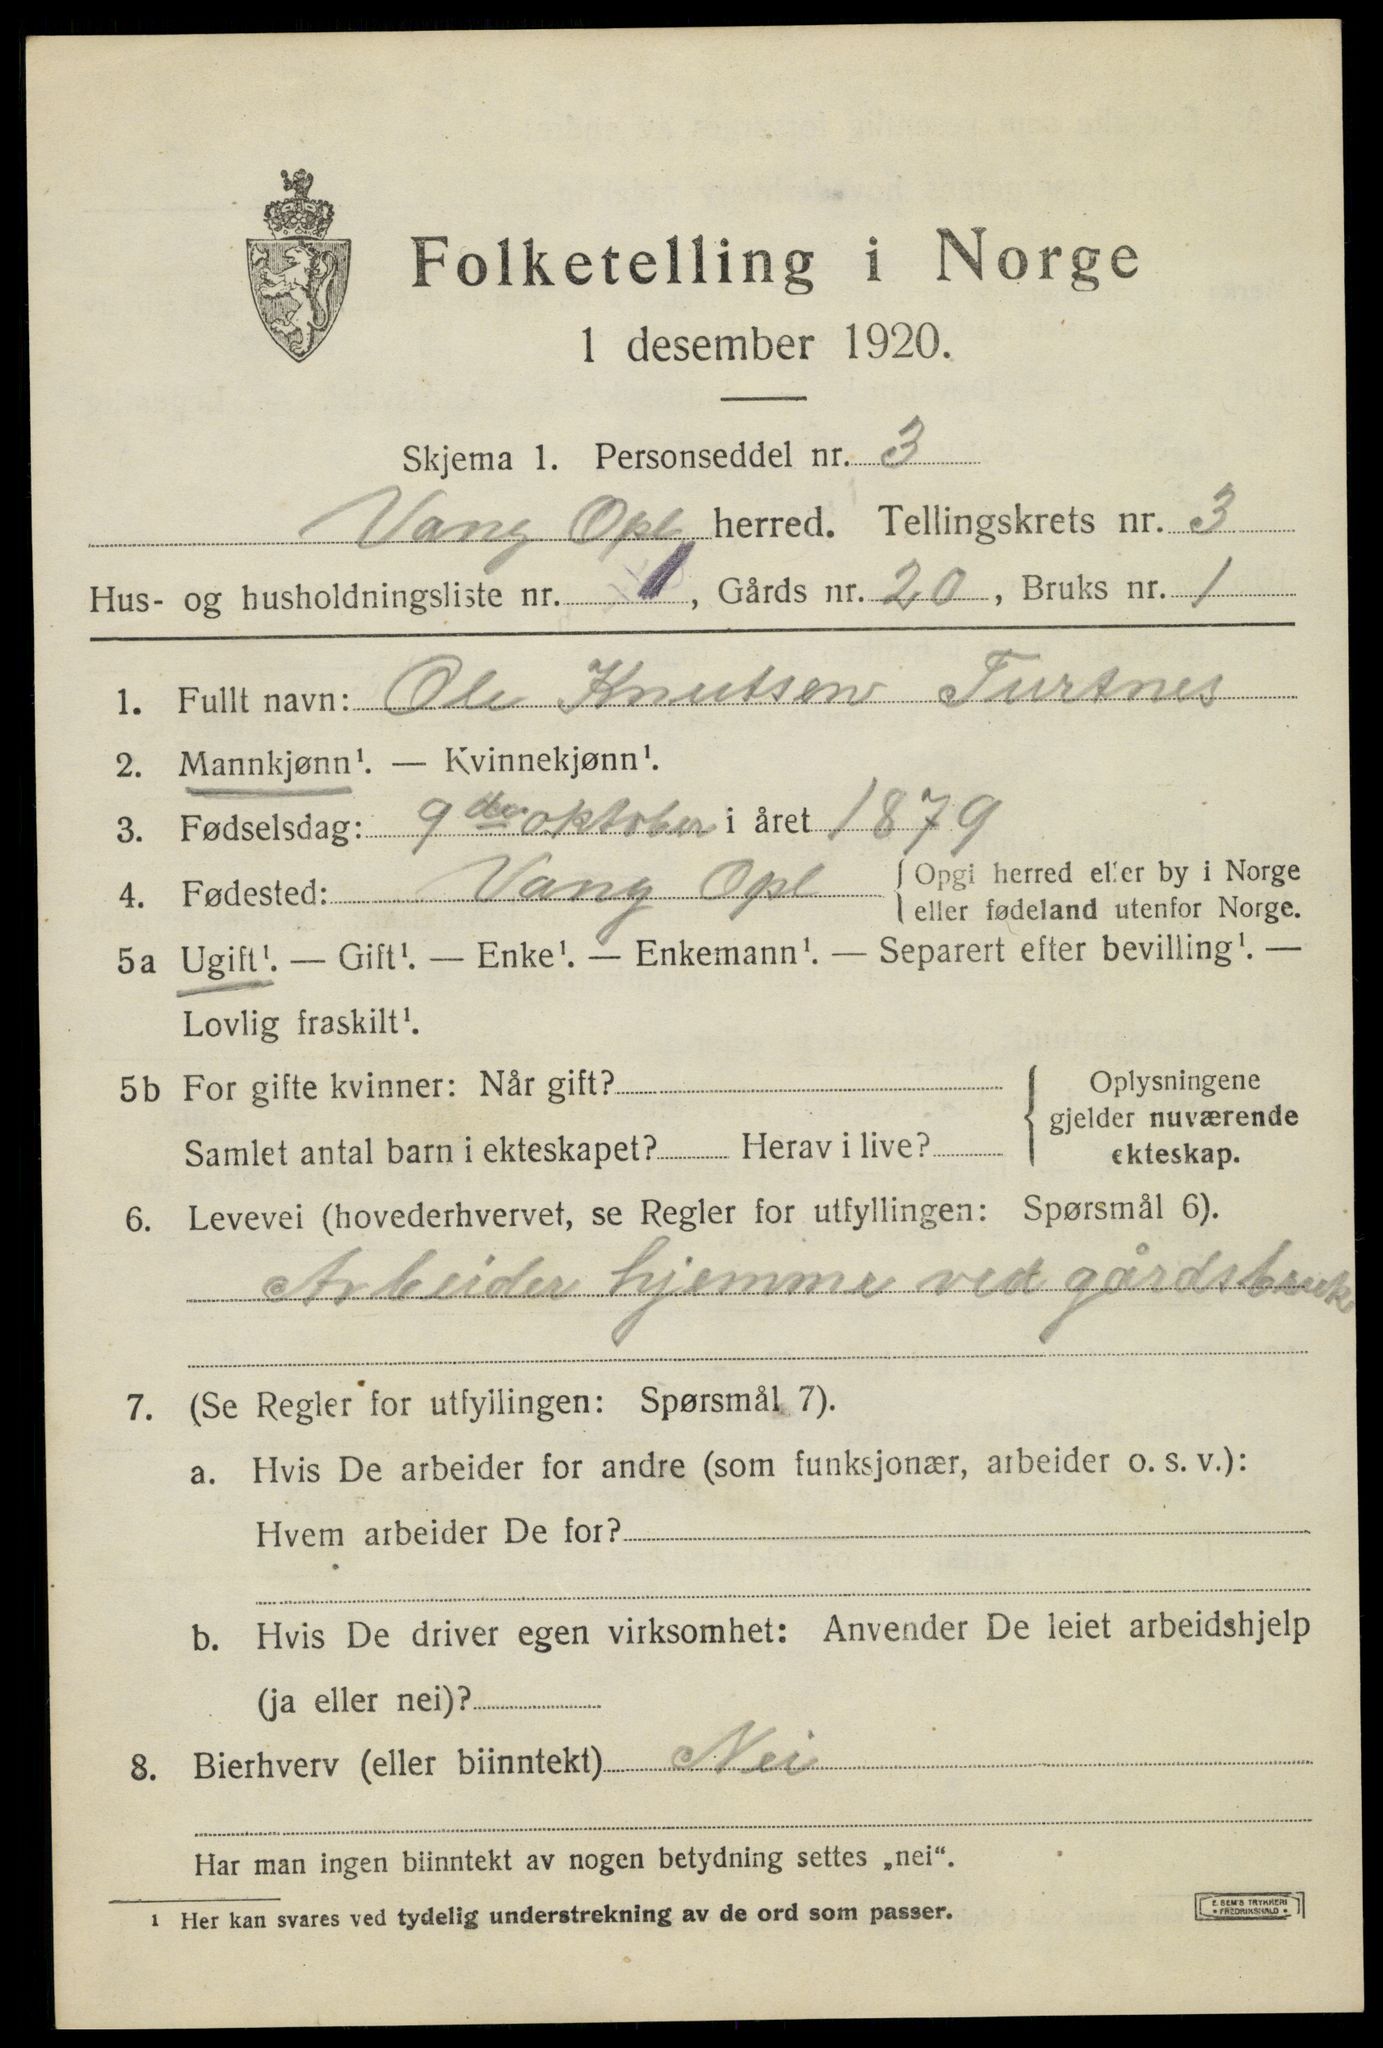 Folketelling i Norge
1 desember 1920.
Skjema 1. Personseddel nr. 3
Vang Opl herred. Tellingskrets nr. 3
Hus- og husholdningsliste nr. 1, Gårds nr. 20, Bruks nr. 1
1. Fullt navn: Ole Knutsen Turtnes
2. Mannkjønn¹. — Kvinnekjønn¹.
3. Fødselsdag: 9de oktober i året 1879
4. Fødested: Vang Opl { Opgi herred eller by i Norge
eller fødeland utenfor Norge.
5a Ugift¹. — Gift¹. — Enke¹. — Enkemann¹. — Separert efter bevilling¹. —
Lovlig fraskilt¹.
5b For gifte kvinner: Når gift? { Oplysningene
gjelder nuværende
Samlet antal barn i ekteskapet? Herav i live? ekteskap.
6. Levevei (hovederhvervet, se Regler for utfyllingen: Spørsmål 6).
Arbeider hjemme ved gårdsbruk
7. (Se Regler for utfyllingen: Spørsmål 7).
a. Hvis De arbeider for andre (som funksjonær, arbeider o. s. v.):
Hvem arbeider De for?
b. Hvis De driver egen virksomhet: Anvender De leiet arbeidshjelp
(ja eller nei)?
8. Bierhverv (eller biinntekt) Nei
Har man ingen biinntekt av nogen betydning settes „nei“.
¹ Her kan svares ved tydelig understrekning av de ord som passer.
E. SEM'S TRYKKERI
• FREDRIKSHALD •